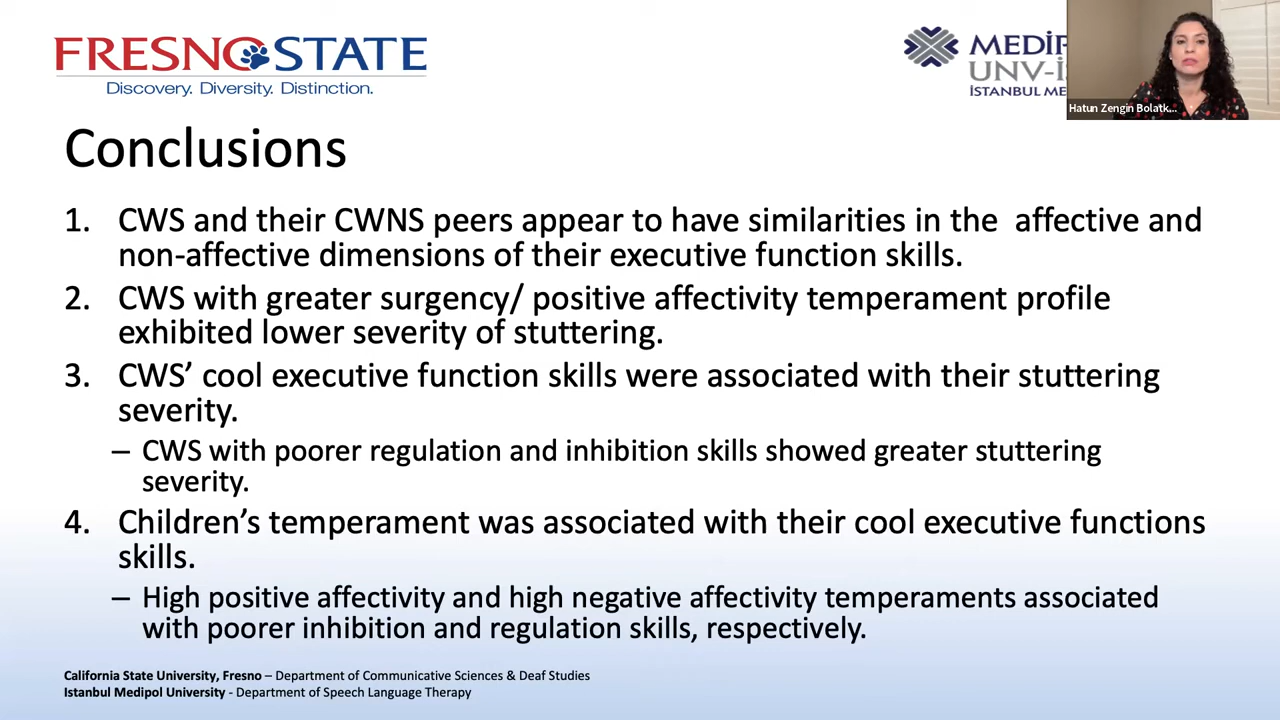 FRESNO STATE
Discovery. Diversity. Distinction.
UNV-İS
İSTANBUL
Hatun Zengin Bolatk...
Conclusions
1. CWS and their CWNS peers appear to have similarities in the affective and
non-affective dimensions of their executive function skills.
2. CWS with greater surgency/ positive affectivity temperament profile
exhibited lower severity of stuttering.
3. CWS’ cool executive function skills were associated with their stuttering
severity.
– CWS with poorer regulation and inhibition skills showed greater stuttering
severity.
4. Children’s temperament was associated with their cool executive functions
skills.
– High positive affectivity and high negative affectivity temperaments associated
with poorer inhibition and regulation skills, respectively.
California State University, Fresno – Department of Communicative Sciences & Deaf Studies
Istanbul Medipol University - Department of Speech Language Therapy